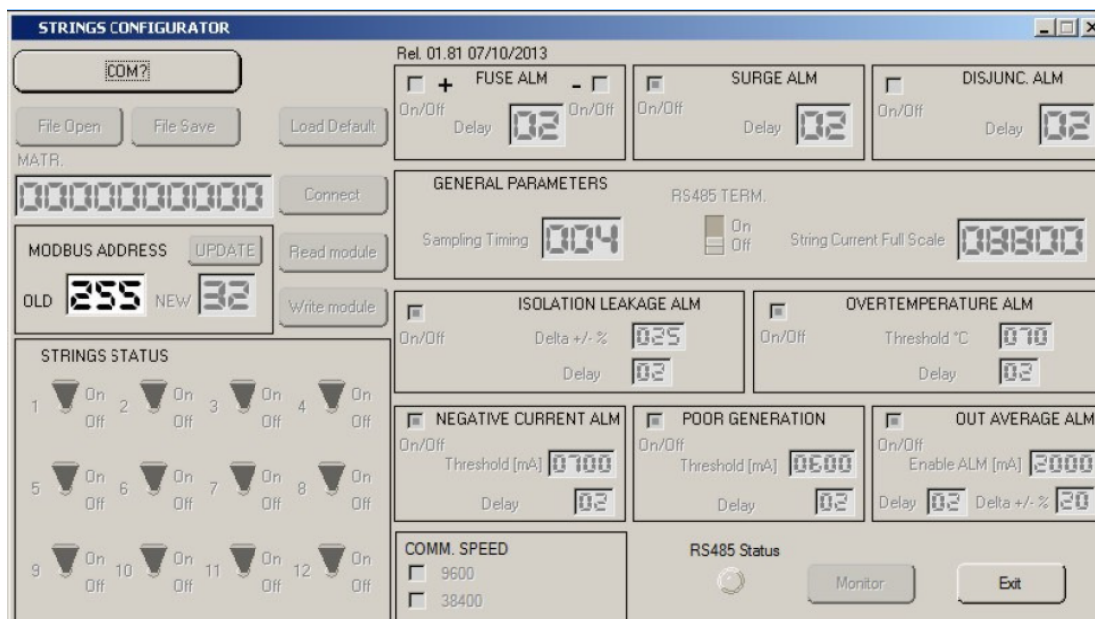 STRINGS CONFIGURATOR
COM?
Rel. 01.81 07/10/2013
File Open File Save Load Default
MATR.
0000000000
Connect
MODBUS ADDRESS UPDATE
OLD 255 NEW 32
Read module
Write module
STRINGS STATUS
1 On Off 2 On Off 3 On Off 4 On Off
5 On Off 6 On Off 7 On Off 8 On Off
9 On Off 10 On Off 11 On Off 12 On Off
+ FUSE ALM -
On/Off On/Off
Delay 02
SURGE ALM
On/Off
Delay 02
DISJUNC. ALM
On/Off
Delay 02
GENERAL PARAMETERS
RS485 TERM.
Sampling Timing 004
On
Off
String Current Full Scale 08800
ISOLATION LEAKAGE ALM
On/Off Delta +/- % 025
Delay 02
OVERTEMPERATURE ALM
On/Off Threshold °C 070
Delay 02
NEGATIVE CURRENT ALM
On/Off
Threshold [mA] 0700
Delay 02
POOR GENERATION
On/Off
Threshold [mA] 0600
Delay 02
OUT AVERAGE ALM
On/Off
Enable ALM [mA] 2000
Delay 02 Delta +/- % 20
COMM. SPEED
9600
38400
RS485 Status
Monitor
Exit